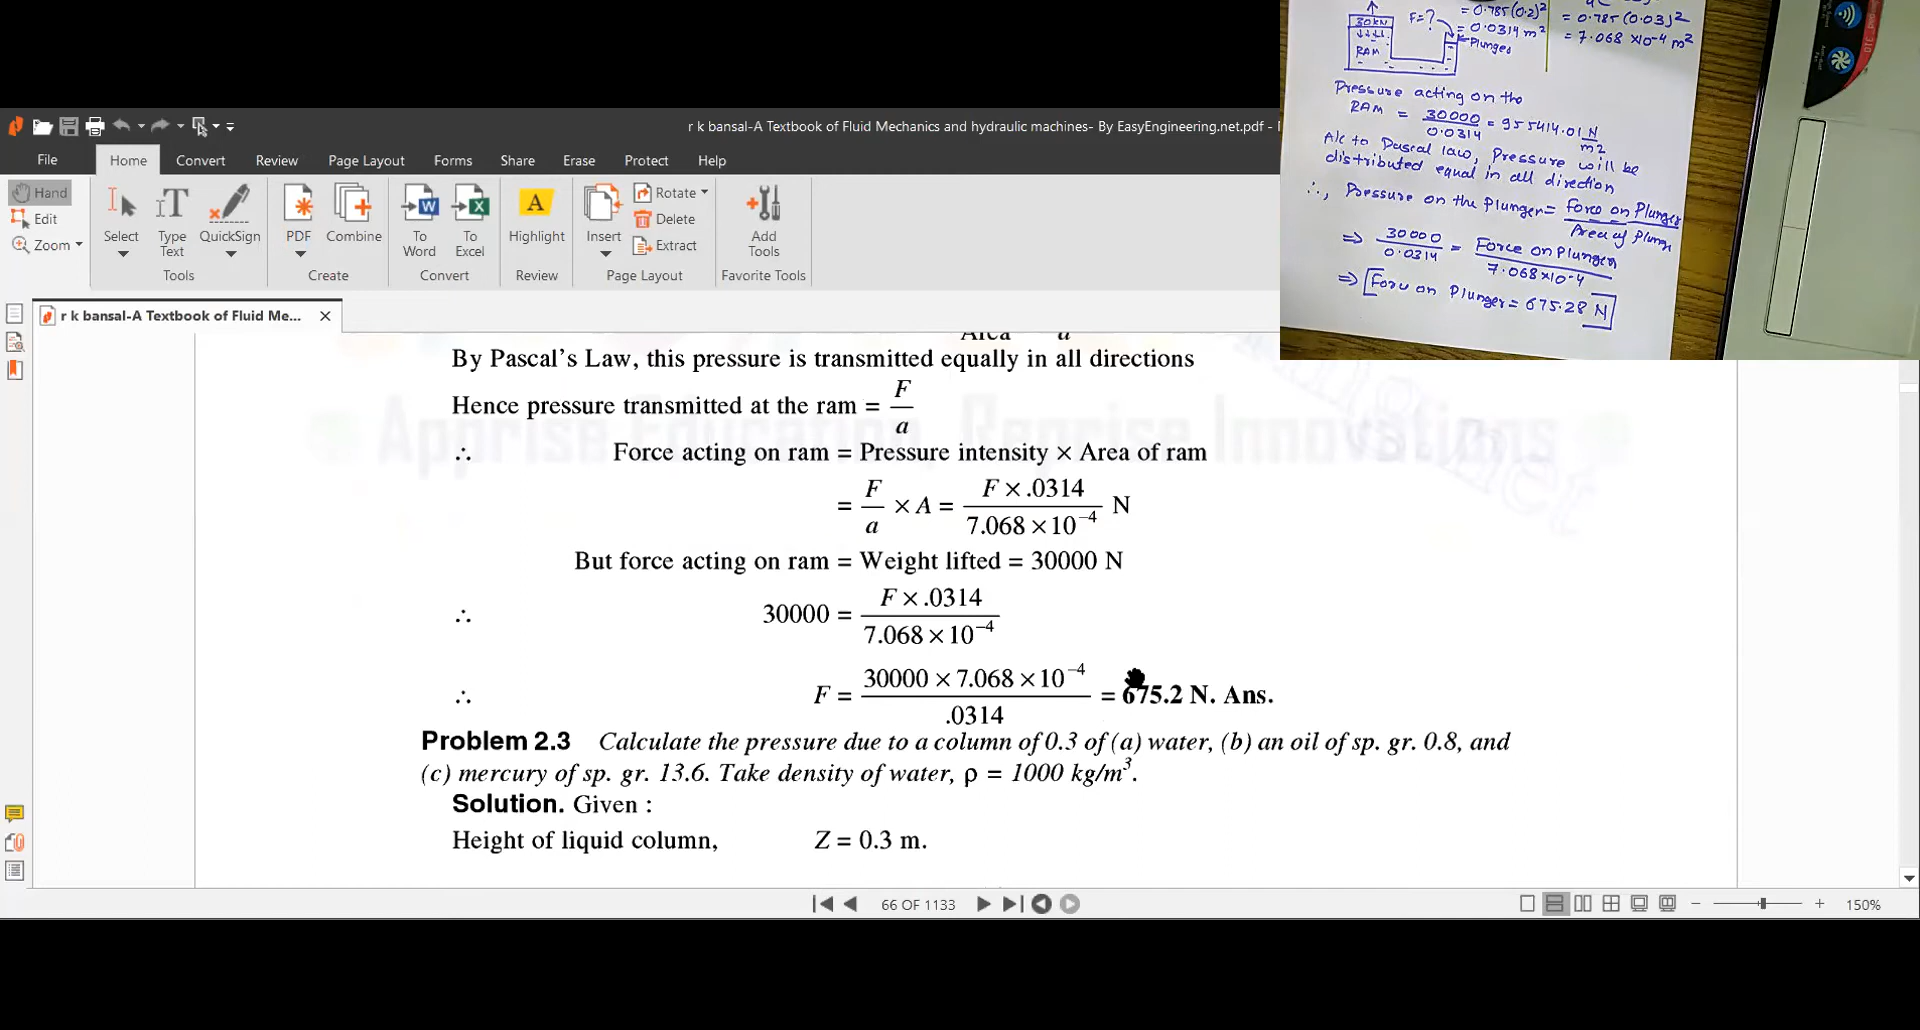 30KN
F=?
RAM
Plunger
= 0.785(0.2)²
= 0.0314 m²
= 0.785 (0.03)²
= 7.068 ×10-4 m²
Pressure acting on the
RAM = 30000 / 0.0314 = 955414.01 N/m2
A/c to Pascal law, Pressure will be
distributed equal in all direction
∴, Pressure on the Plunger = Force on Plunger / Area of Plunge
⇒ 30000 / 0.0314 = Force on Plunger / 7.068×10-4
⇒ [Force on Plunger = 675.28 N]
r k bansal-A Textbook of Fluid Mechanics and hydraulic machines- By EasyEngineering.net.pdf -
File Home Convert Review Page Layout Forms Share Erase Protect Help
Hand
Edit
Zoom
Select
Type Text
QuickSign
Tools
PDF
Combine
Create
To Word
To Excel
Convert
Highlight
Review
Insert
Rotate
Delete
Extract
Page Layout
Add Tools
Favorite Tools
r k bansal-A Textbook of Fluid Me...
Area a
By Pascal's Law, this pressure is transmitted equally in all directions
Hence pressure transmitted at the ram = F / a
∴ Force acting on ram = Pressure intensity × Area of ram
= F / a × A = F × .0314 / 7.068 × 10⁻⁴ N
But force acting on ram = Weight lifted = 30000 N
∴ 30000 = F × .0314 / 7.068 × 10⁻⁴
∴ F = 30000 × 7.068 × 10⁻⁴ / .0314 = 675.2 N. Ans.
Problem 2.3 Calculate the pressure due to a column of 0.3 of (a) water, (b) an oil of sp. gr. 0.8, and
(c) mercury of sp. gr. 13.6. Take density of water, ρ = 1000 kg/m³.
Solution. Given :
Height of liquid column, Z = 0.3 m.
Apprise Education, Reprise Innovations
66 OF 1133
150%